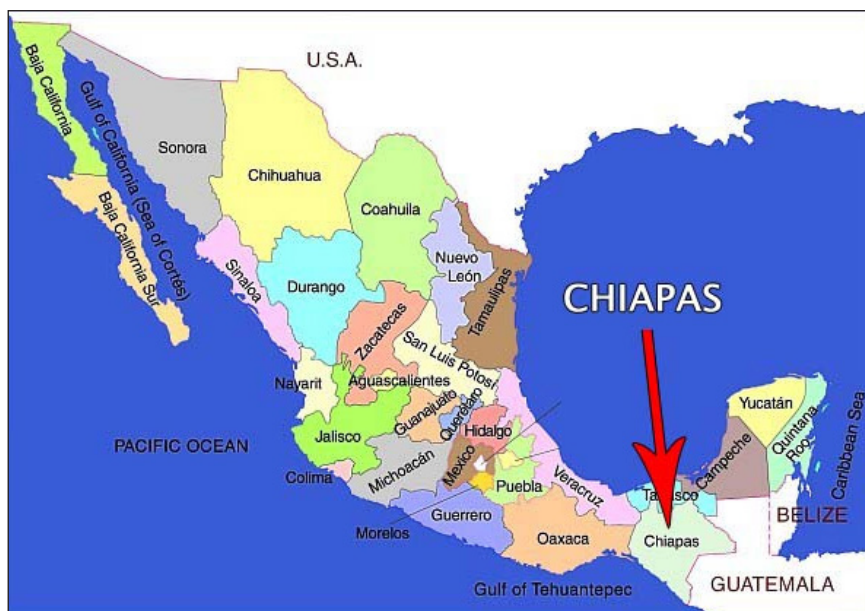 U.S.A.
Baja California
Gulf of California (Sea of Cortés)
Sonora
Chihuahua
Coahuila
Baja California Sur
Sinaloa
Durango
Nuevo
León
Tamaulipas
CHIAPAS
Zacatecas
San Luis Potosí
Nayarit
Aguascalientes
Guanajuato
Querétaro
Hidalgo
Yucatán
Quintana
Roo
Caribbean Sea
PACIFIC OCEAN
Jalisco
Colima
Michoacán
Mexico
Puebla
Veracruz
Campeche
BELIZE
Morelos
Guerrero
Oaxaca
Chiapas
Gulf of Tehuantepec
GUATEMALA